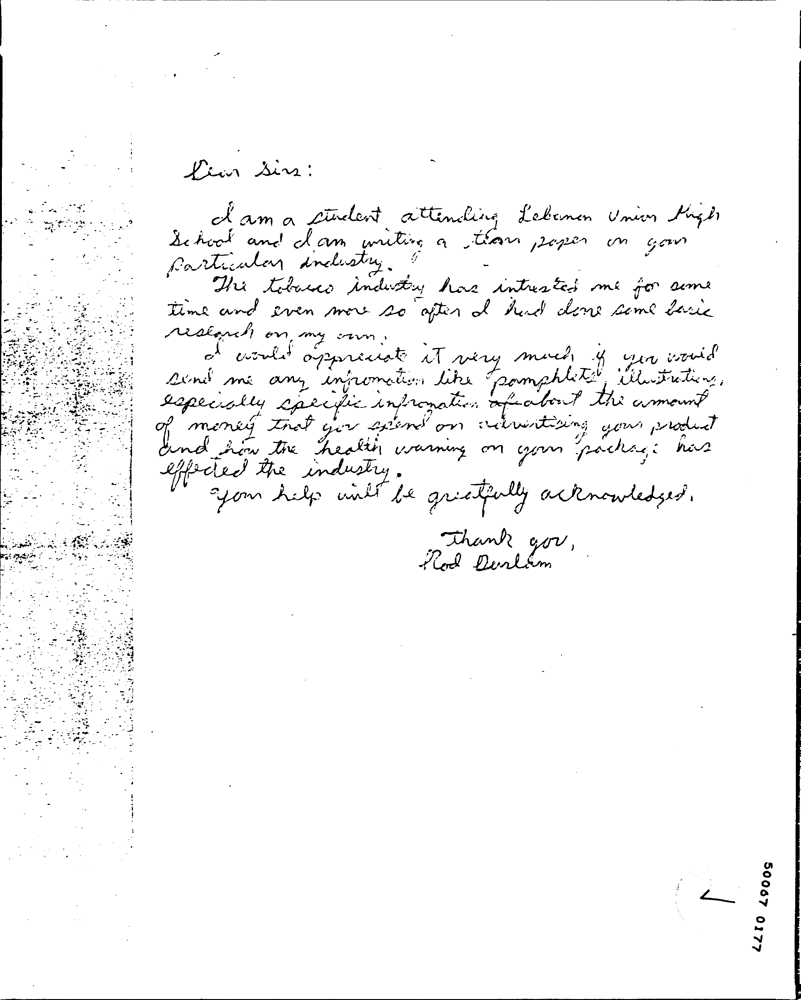 Dear Sirs:
I am a student attending Lebanon Union High
School and I am writing a term paper on your
particular industry.
The tobacco industry has intrested me for some
time and even more so after I had done some basic
research on my own.
I would appreciate it very much if you would
send me any infromation like pamphlets, illustrations,
especially specific infromation about the ammount
of money that you spend on advertising your product
and how the health warning on your package has
effected the industry.
Your help will be greatfully acknowledged.
Thank you,
Rod Durham
50067 0177